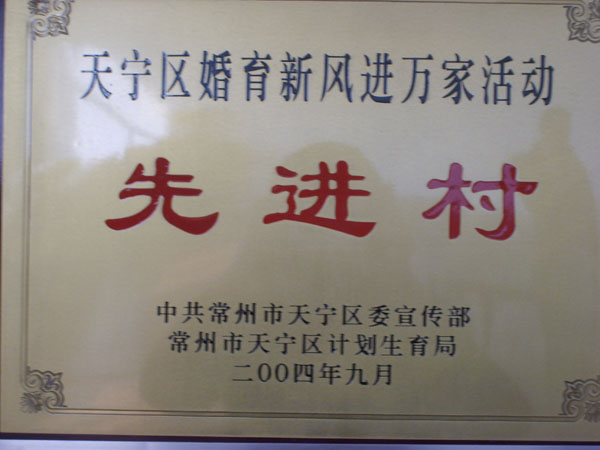 天宁区婚育新风进万家活动
先进村
中共常州市天宁区委宣传部
常州市天宁区计划生育局
二00四年九月